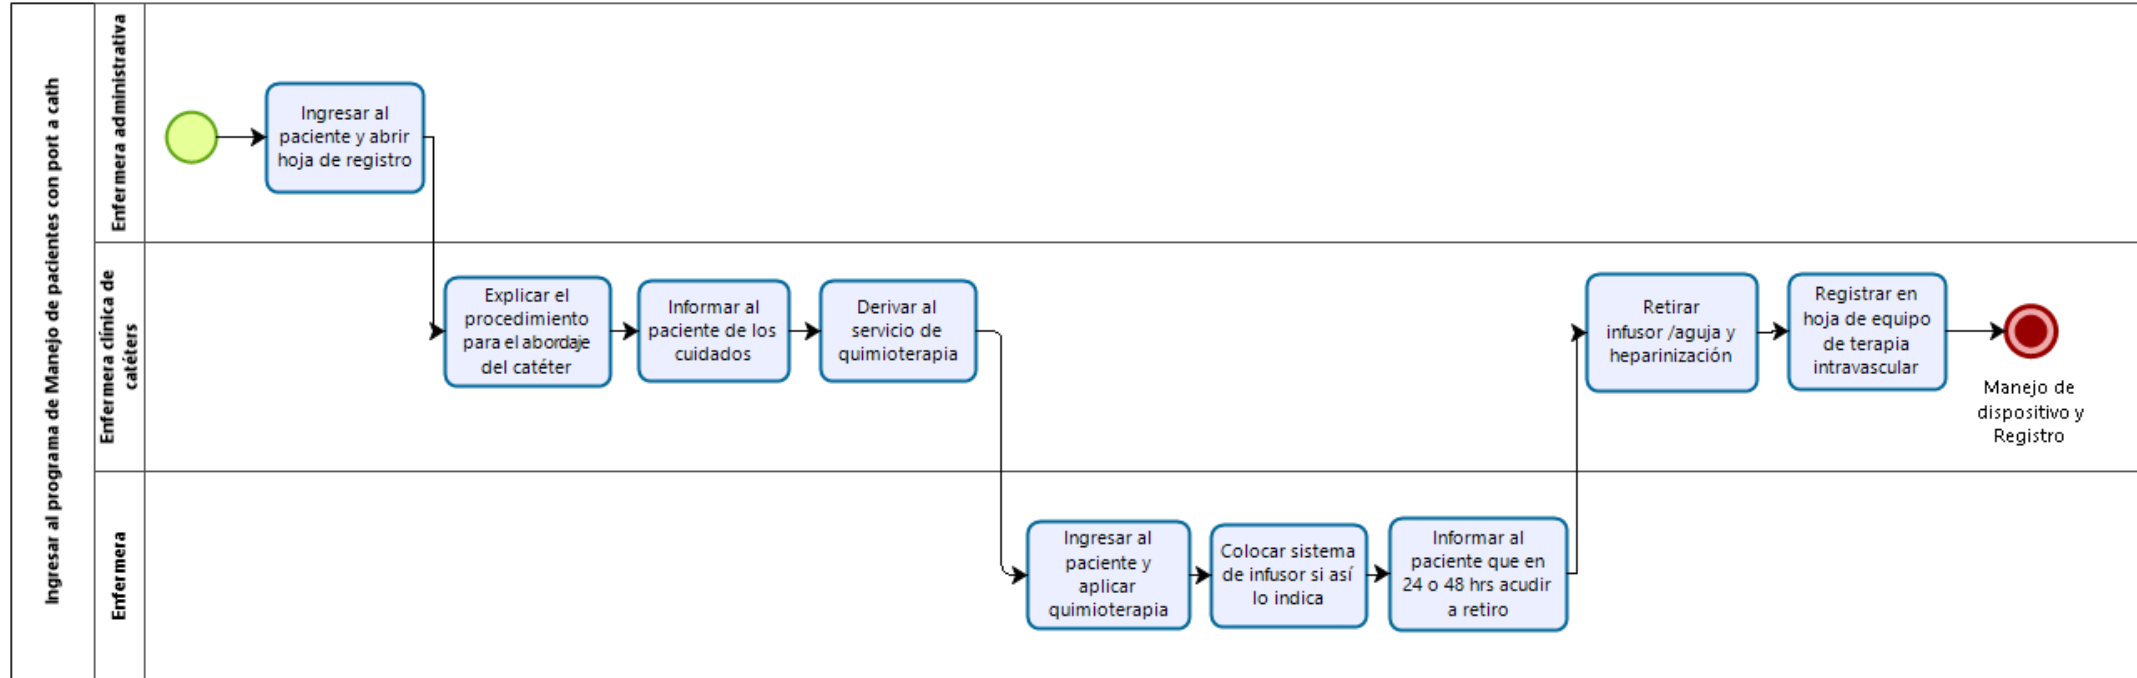 Ingresar al programa de Manejo de pacientes con port a cath
Enfermera administrativa
Ingresar al
paciente y abrir
hoja de registro
Enfermera clínica de
catéters
Explicar el
procedimiento
para el abordaje
del catéter
Informar al
paciente de los
cuidados
Derivar al
servicio de
quimioterapia
Retirar
infusor /aguja y
heparinización
Registrar en
hoja de equipo
de terapia
intravascular
Manejo de
dispositivo y
Registro
Enfermera
Ingresar al
paciente y
aplicar
quimioterapia
Colocar sistema
de infusor si así
lo indica
Informar al
paciente que en
24 o 48 hrs acudir
a retiro